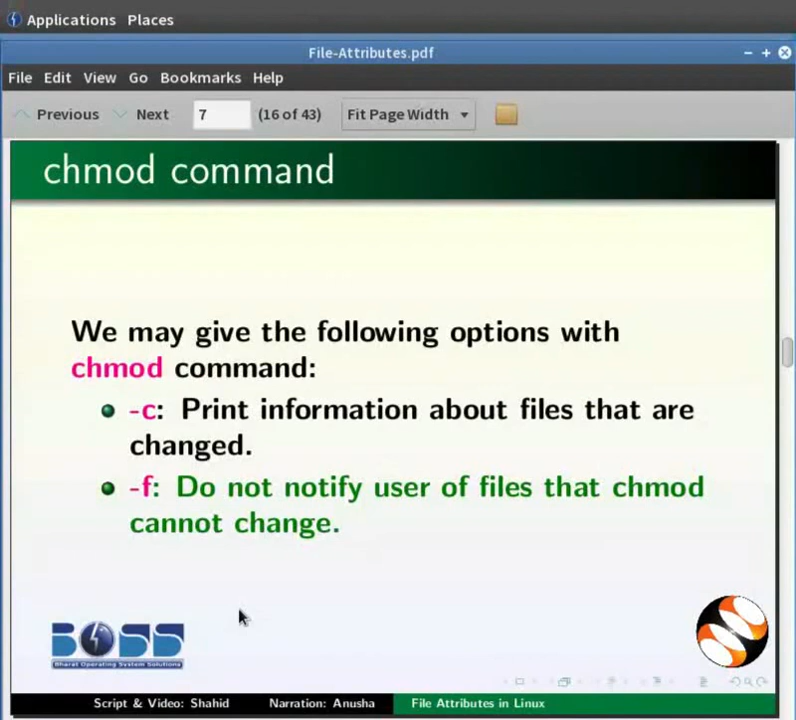 Applications Places
File-Attributes.pdf
File Edit View Go Bookmarks Help
Previous Next 7 (16 of 43) Fit Page Width
chmod command
We may give the following options with
chmod command:
-c: Print information about files that are
changed.
-f: Do not notify user of files that chmod
cannot change.
BOSS
Bharat Operating System Solutions
Script & Video: Shahid Narration: Anusha File Attributes in Linux